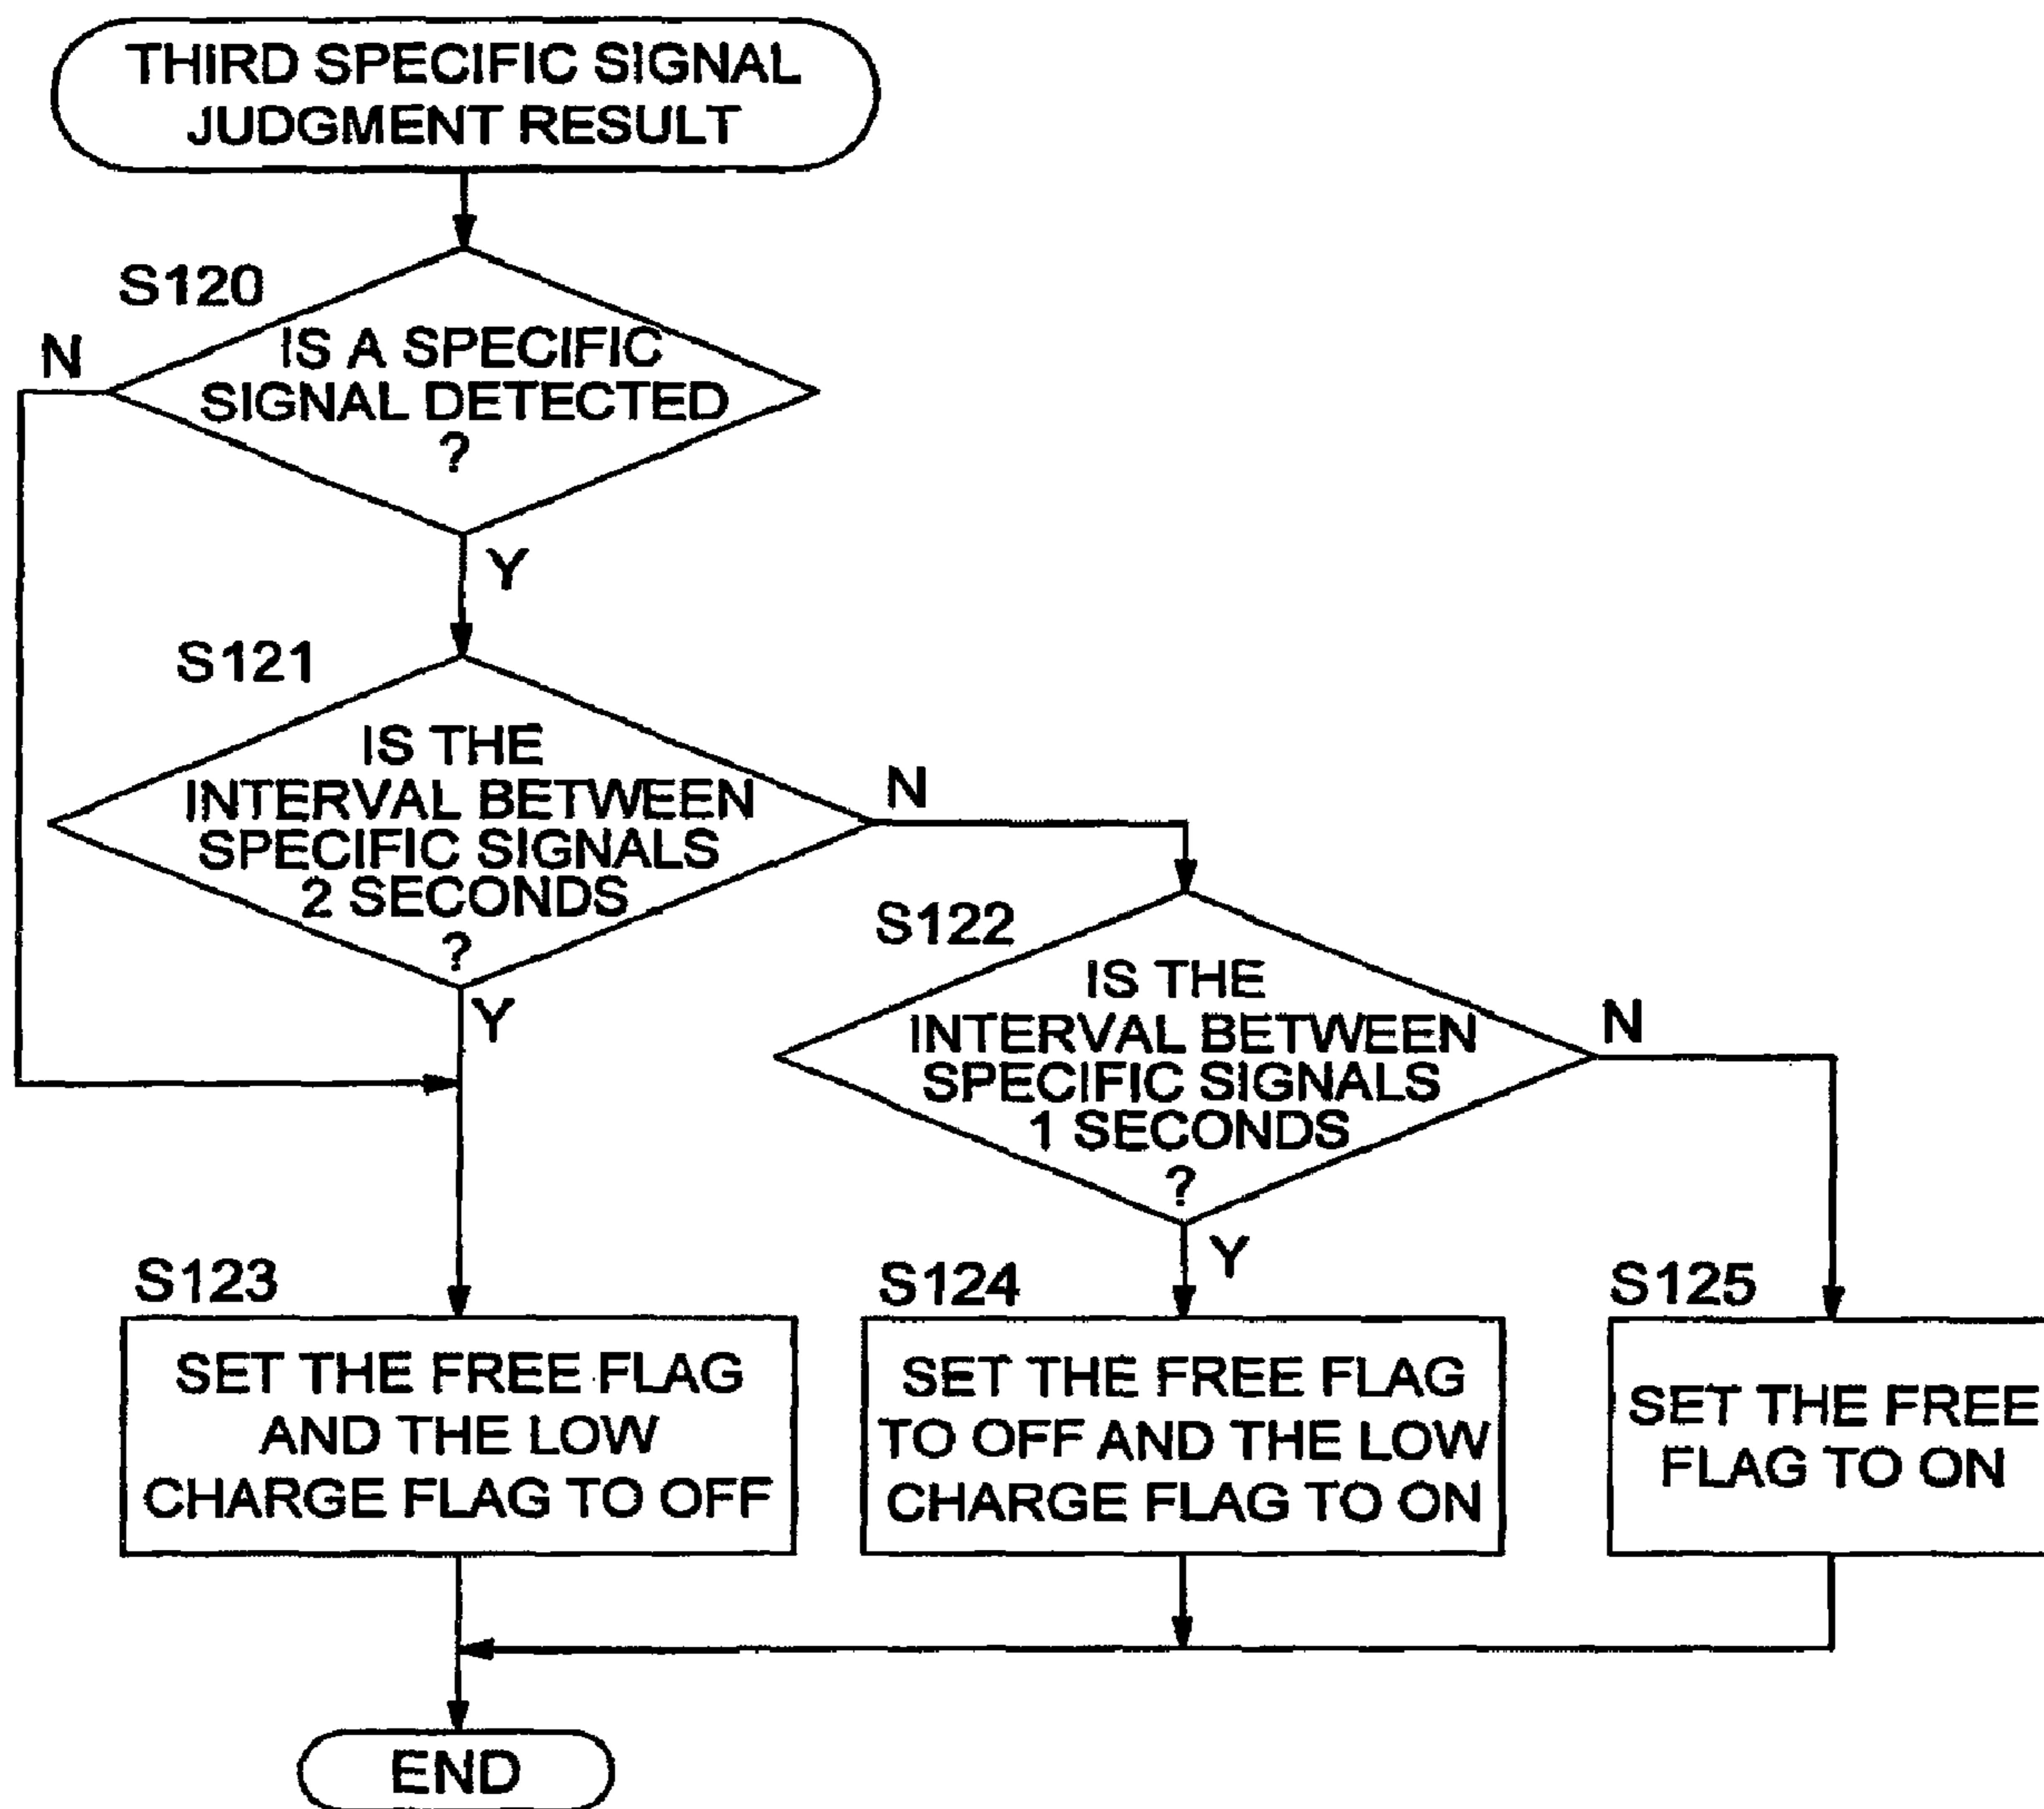 THIRD SPECIFIC SIGNAL
JUDGMENT RESULT
S120
N
IS A SPECIFIC
SIGNAL DETECTED
?
Y
S121
IS THE
INTERVAL BETWEEN
SPECIFIC SIGNALS
2 SECONDS
?
N
Y
S122
IS THE
INTERVAL BETWEEN
SPECIFIC SIGNALS
1 SECONDS
?
N
Y
S123
SET THE FREE FLAG
AND THE LOW
CHARGE FLAG TO OFF
S124
SET THE FREE FLAG
TO OFF AND THE LOW
CHARGE FLAG TO ON
S125
SET THE FREE
FLAG TO ON
END